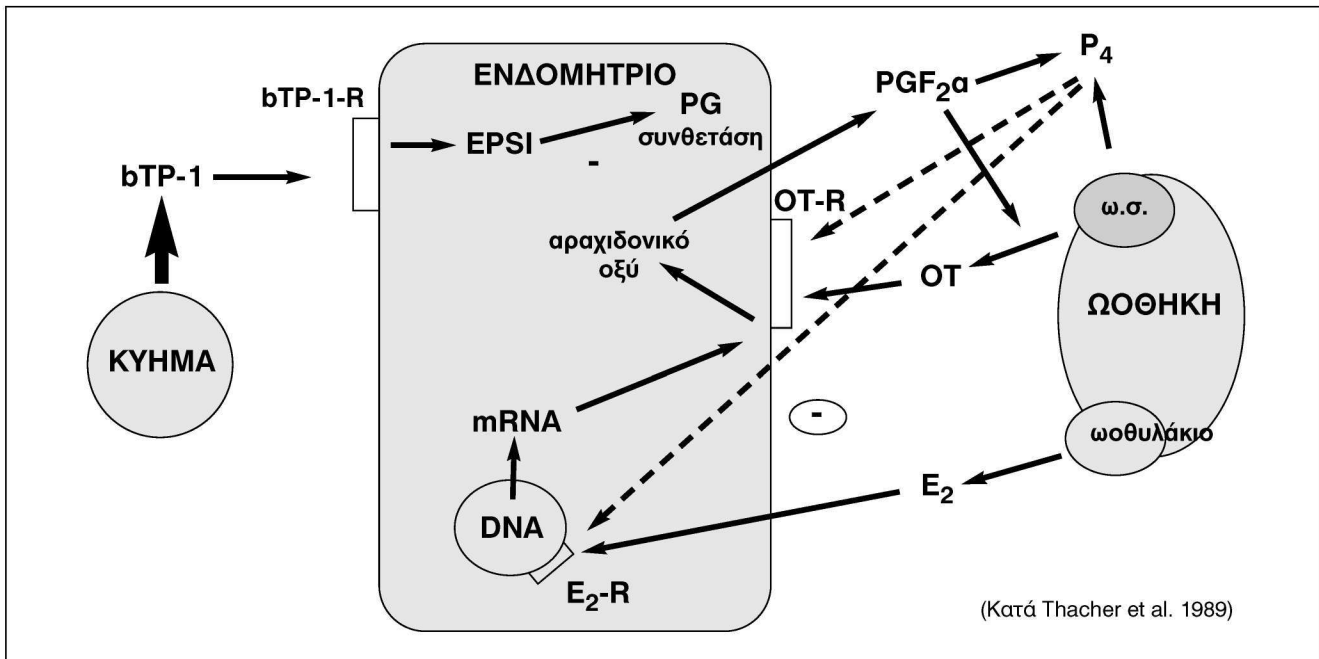 ΕΝΔΟΜΗΤΡΙΟ
bTP-1-R
EPSI
PG
συνθετάση
-
bTP-1
ΚΥΗΜΑ
αραχιδονικό
οξύ
mRNA
DNA
E2-R
OT-R
PGF2α
P4
OT
ω.σ.
ΩΟΘΗΚΗ
-
ωοθυλάκιο
E2
(Κατά Thacher et al. 1989)